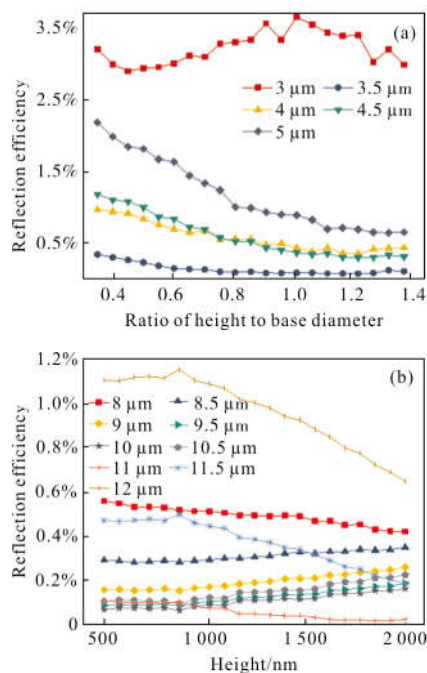 3.5%
(a)
2.5%
3 μm 3.5 μm
4 μm 4.5 μm
5 μm
1.5%
0.5%
Reflection efficiency
0.4 0.6 0.8 1.0 1.2 1.4
Ratio of height to base diameter
1.2%
(b)
1.0%
8 μm 8.5 μm
9 μm 9.5 μm
0.8%
10 μm 10.5 μm
11 μm 11.5 μm
12 μm
0.6%
0.4%
0.2%
0
Reflection efficiency
500 1 000 1 500 2 000
Height/nm